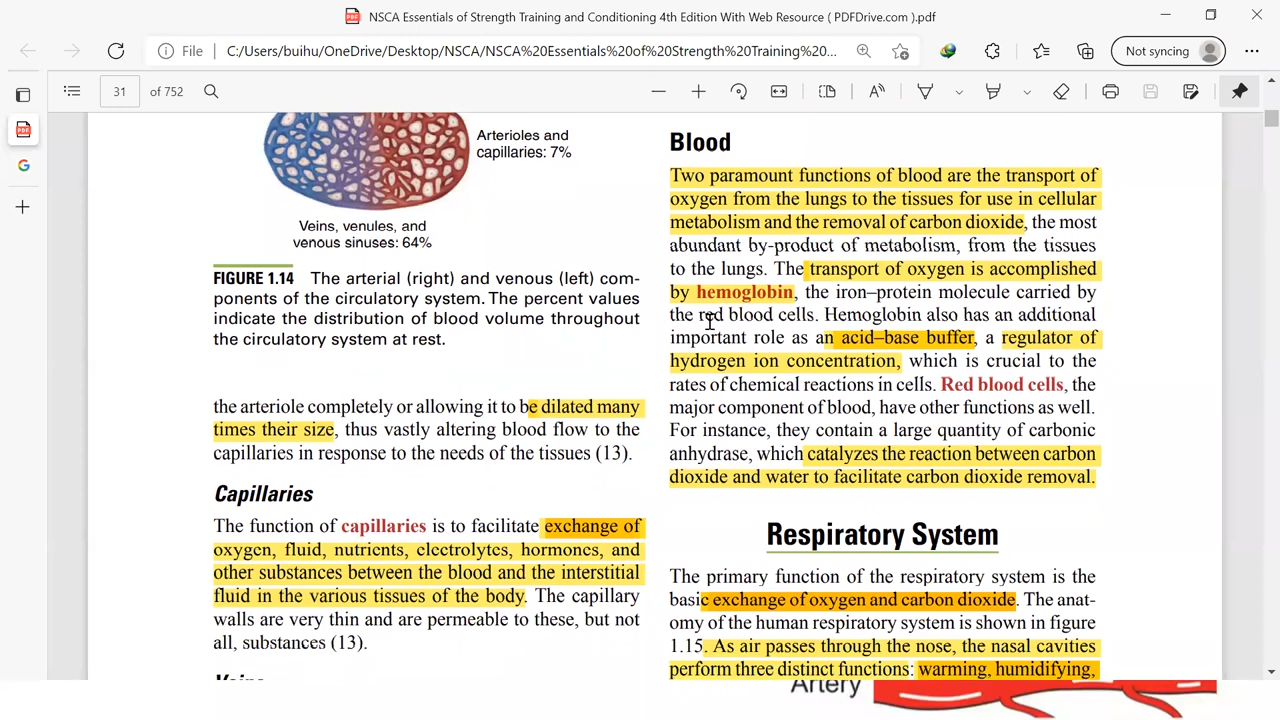 NSCA Essentials of Strength Training and Conditioning 4th Edition With Web Resource ( PDFDrive.com ).pdf
File
C:/Users/buihu/OneDrive/Desktop/NSCA/NSCA%20Essentials%20of%20Strength%20Training%20...
Not syncing
31
of 752
Arterioles and
capillaries: 7%
Veins, venules, and
venous sinuses: 64%
FIGURE 1.14 The arterial (right) and venous (left) com-
ponents of the circulatory system. The percent values
indicate the distribution of blood volume throughout
the circulatory system at rest.
the arteriole completely or allowing it to be dilated many
times their size, thus vastly altering blood flow to the
capillaries in response to the needs of the tissues (13).
Capillaries
The function of capillaries is to facilitate exchange of
oxygen, fluid, nutrients, electrolytes, hormones, and
other substances between the blood and the interstitial
fluid in the various tissues of the body. The capillary
walls are very thin and are permeable to these, but not
all, substances (13).
Veins
Blood
Two paramount functions of blood are the transport of
oxygen from the lungs to the tissues for use in cellular
metabolism and the removal of carbon dioxide, the most
abundant by-product of metabolism, from the tissues
to the lungs. The transport of oxygen is accomplished
by hemoglobin, the iron–protein molecule carried by
the red blood cells. Hemoglobin also has an additional
important role as an acid–base buffer, a regulator of
hydrogen ion concentration, which is crucial to the
rates of chemical reactions in cells. Red blood cells, the
major component of blood, have other functions as well.
For instance, they contain a large quantity of carbonic
anhydrase, which catalyzes the reaction between carbon
dioxide and water to facilitate carbon dioxide removal.
Respiratory System
The primary function of the respiratory system is the
basic exchange of oxygen and carbon dioxide. The anat-
omy of the human respiratory system is shown in figure
1.15. As air passes through the nose, the nasal cavities
perform three distinct functions: warming, humidifying,
Artery